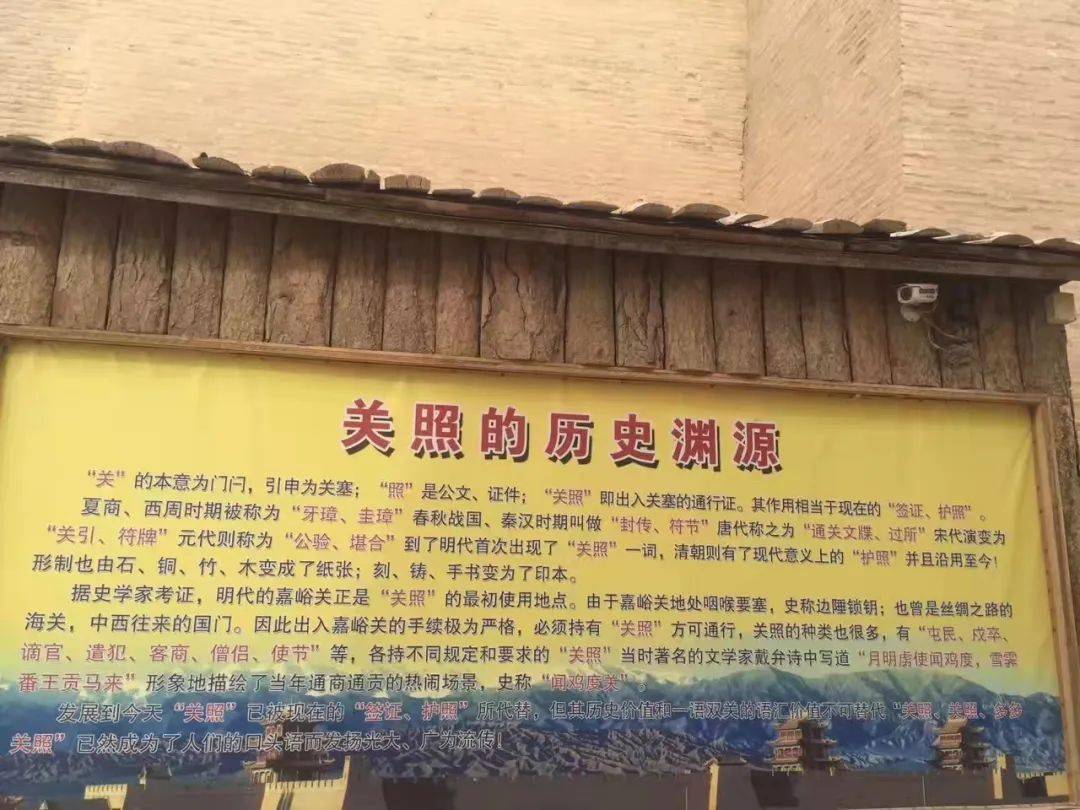 关照的历史渊源
“关”的本意为门闩，引申为关塞；“照”是公文、证件；“关照”即出入关塞的通行证。其作用相当于现在的“签证、护照”。
夏商、西周时期被称为“牙璋、圭璋”春秋战国、秦汉时期叫做“封传、符节”唐代称之为“通关文牒、过所”宋代演变为
“关引、符牌”元代则称为“公验、堪合”到了明代首次出现了“关照”一词，清朝则有了现代意义上的“护照”并且沿用至今！
形制也由石、铜、竹、木变成了纸张；刻、铸、手书变为了印本。
据史学家考证，明代的嘉峪关正是“关照”的最初使用地点。由于嘉峪关地处咽喉要塞，史称边陲锁钥；也曾是丝绸之路的
海关，中西往来的国门。因此出入嘉峪关的手续极为严格，必须持有“关照”方可通行，关照的种类也很多，有“屯民、戍卒、
谪官、遣犯、客商、僧侣、使节”等，各持不同规定和要求的“关照”当时著名的文学家戴弁诗中写道“月明虏使闻鸡度，雪霁
番王贡马来”形象地描绘了当年通商通贡的热闹场景，史称“闻鸡度关”。
发展到今天“关照”已被现在的“签证、护照”所代替，但其历史价值和一语双关的语汇价值不可替代“关照、关照、多多
关照”已然成为了人们的口头语而发扬光大、广为流传！